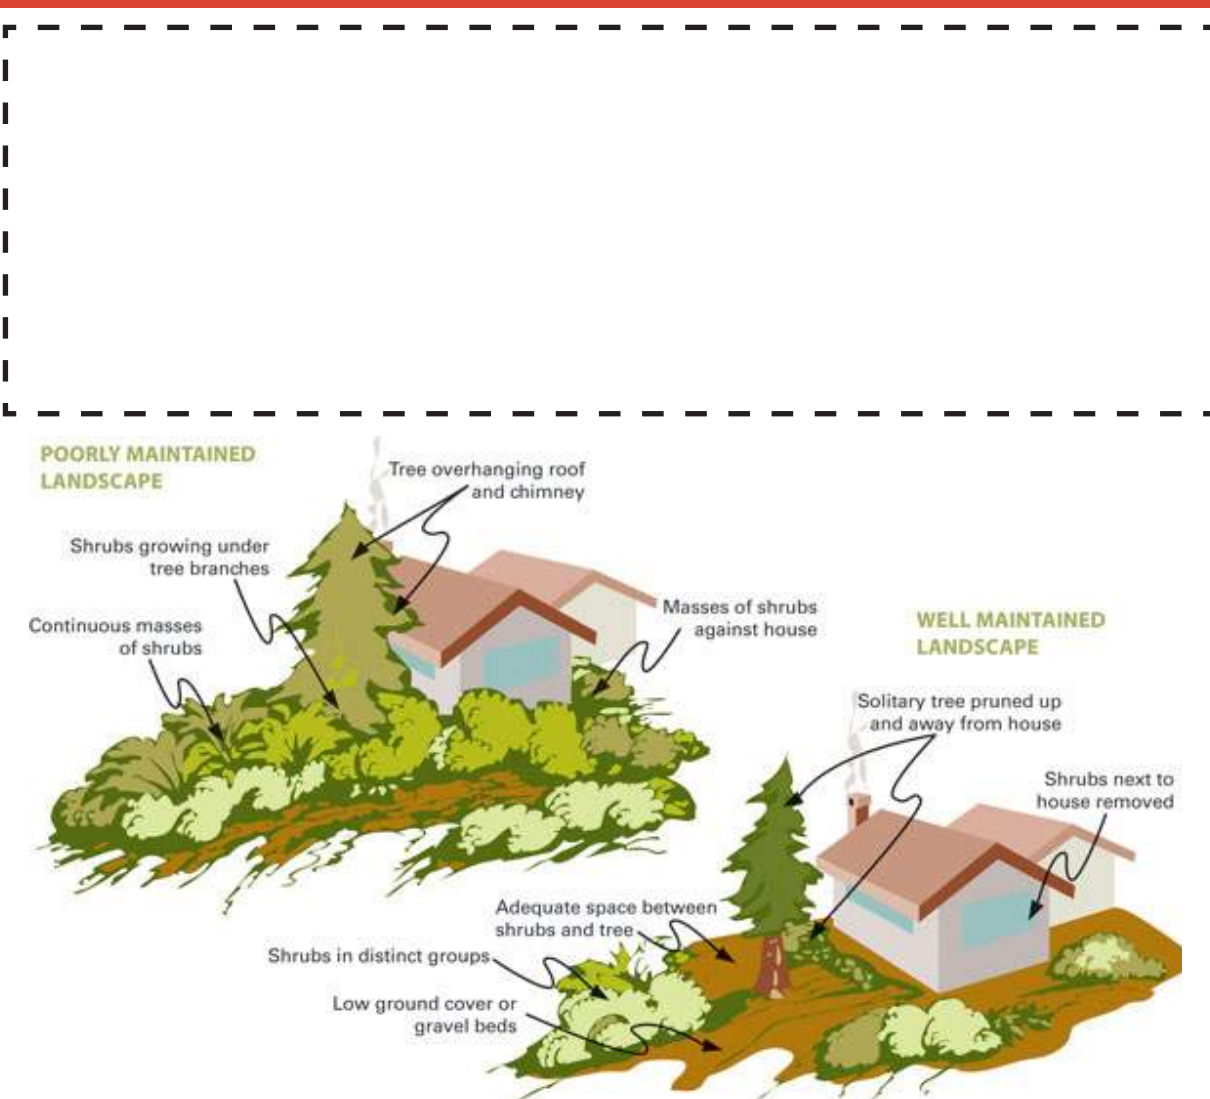 POORLY MAINTAINED
LANDSCAPE
Tree overhanging roof
and chimney
Shrubs growing under
tree branches
Continuous masses
of shrubs
Masses of shrubs
against house
WELL MAINTAINED
LANDSCAPE
Solitary tree pruned up
and away from house
Shrubs next to
house removed
Adequate space between
shrubs and tree
Shrubs in distinct groups
Low ground cover or
gravel beds